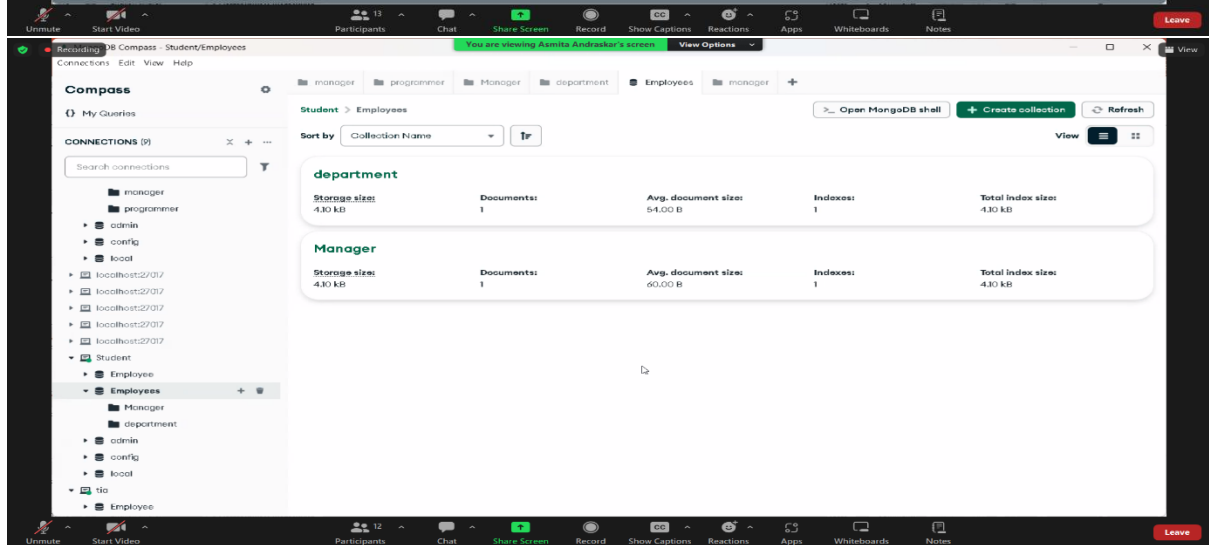 13
Unmute Start Video Participants Chat Share Screen Record Show Captions Reactions Apps Whiteboards Notes Leave
Recording DB Compass - Student/Employees You are viewing Asmita Andraskar's screen View Options View
Connections Edit View Help
Compass
manager programmer Manager department Employees manager
{} My Queries
Student > Employees >_ Open MongoDB shell + Create collection Refresh
CONNECTIONS (9)
Sort by Collection Name View
Search connections
manager
programmer
admin
config
local
localhost:27017
localhost:27017
localhost:27017
localhost:27017
localhost:27017
Student
Employee
Employees
Manager
department
admin
config
local
tia
Employee
department
Storage size: Documents: Avg. document size: Indexes: Total index size:
4.10 kB 1 54.00 B 1 4.10 kB
Manager
Storage size: Documents: Avg. document size: Indexes: Total index size:
4.10 kB 1 60.00 B 1 4.10 kB
12
Unmute Start Video Participants Chat Share Screen Record Show Captions Reactions Apps Whiteboards Notes Leave